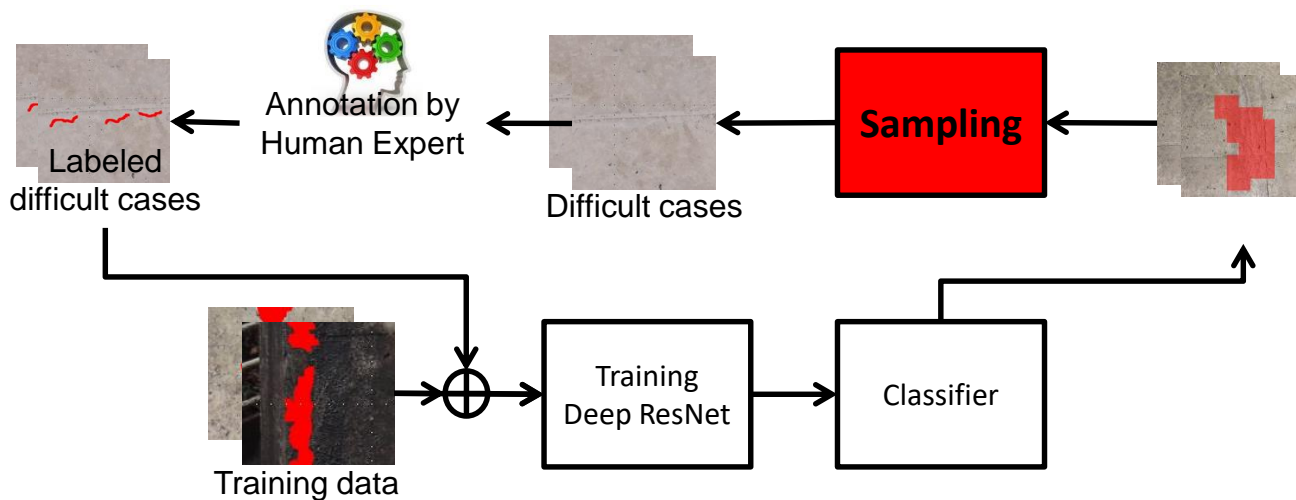 Annotation by
Human Expert
Sampling
Labeled
difficult cases
Difficult cases
Training
Deep ResNet
Classifier
Training data